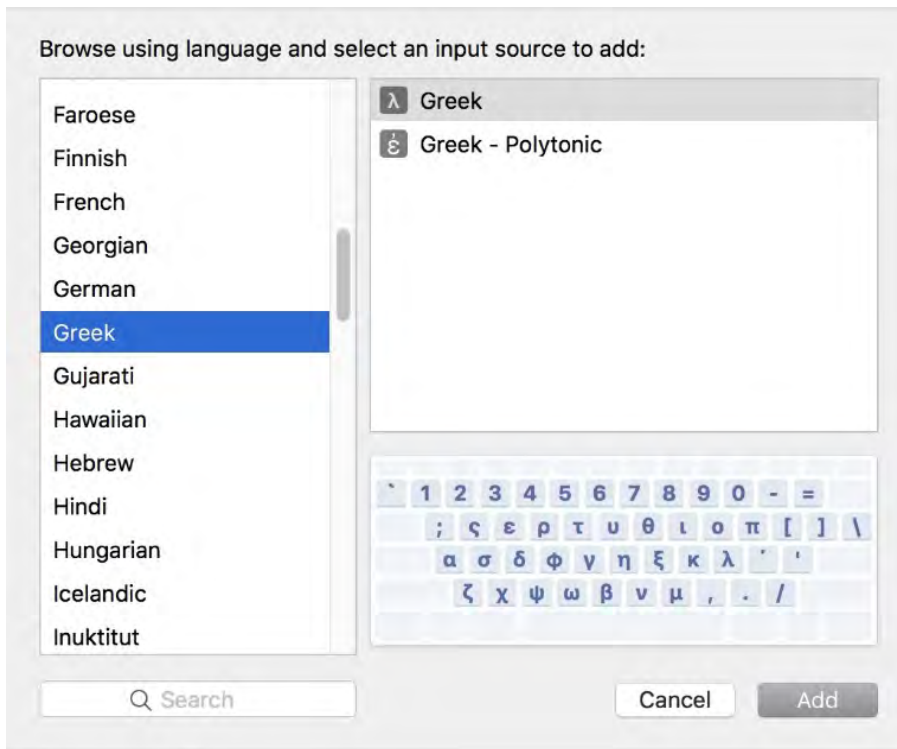 Browse using language and select an input source to add:
Faroese
Finnish
French
Georgian
German
Greek
Gujarati
Hawaiian
Hebrew
Hindi
Hungarian
Icelandic
Inuktitut
Search
λ Greek
έ Greek - Polytonic
` 1 2 3 4 5 6 7 8 9 0 - =
; ς ε ρ τ υ θ ι ο π [ ] \
α σ δ φ γ η ξ κ λ ΄ '
ζ χ ψ ω β ν μ , . /
Cancel
Add